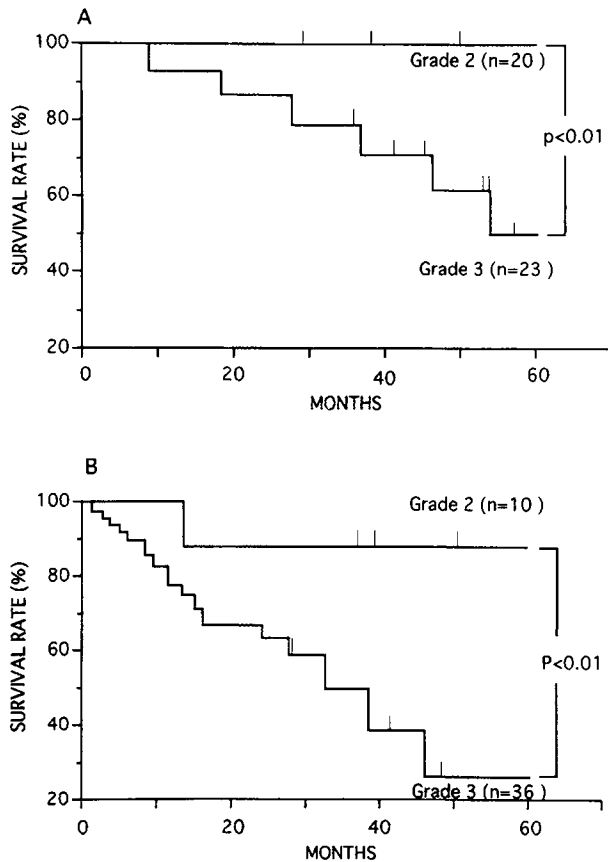 A
100
80
60
40
20
SURVIVAL RATE (%)
Grade 2 (n=20 )
p<0.01
Grade 3 (n=23 )
0
20
40
60
MONTHS
B
100
80
60
40
20
SURVIVAL RATE (%)
Grade 2 (n=10 )
P<0.01
Grade 3 (n=36 )
0
20
40
60
MONTHS